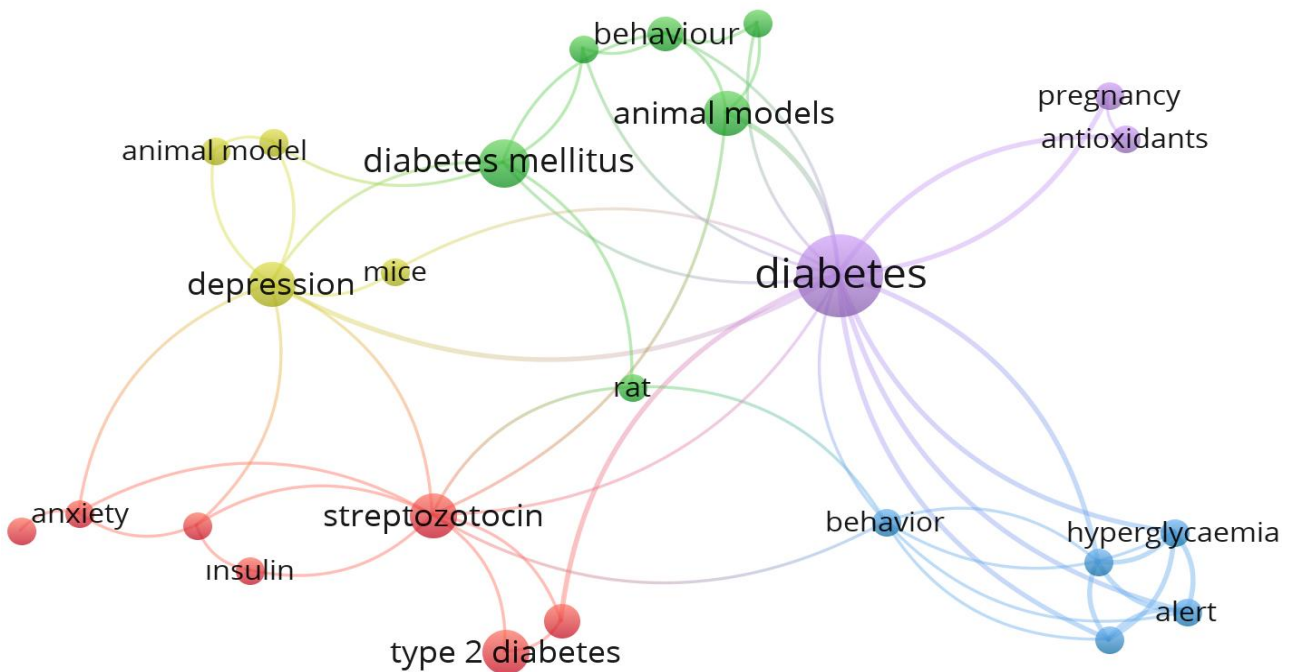 behaviour
pregnancy
animal models
antioxidants
animal model
diabetes mellitus
mice
depression
diabetes
rat
anxiety
streptozotocin
behavior
hyperglycaemia
ınsulin
alert
type 2 diabetes